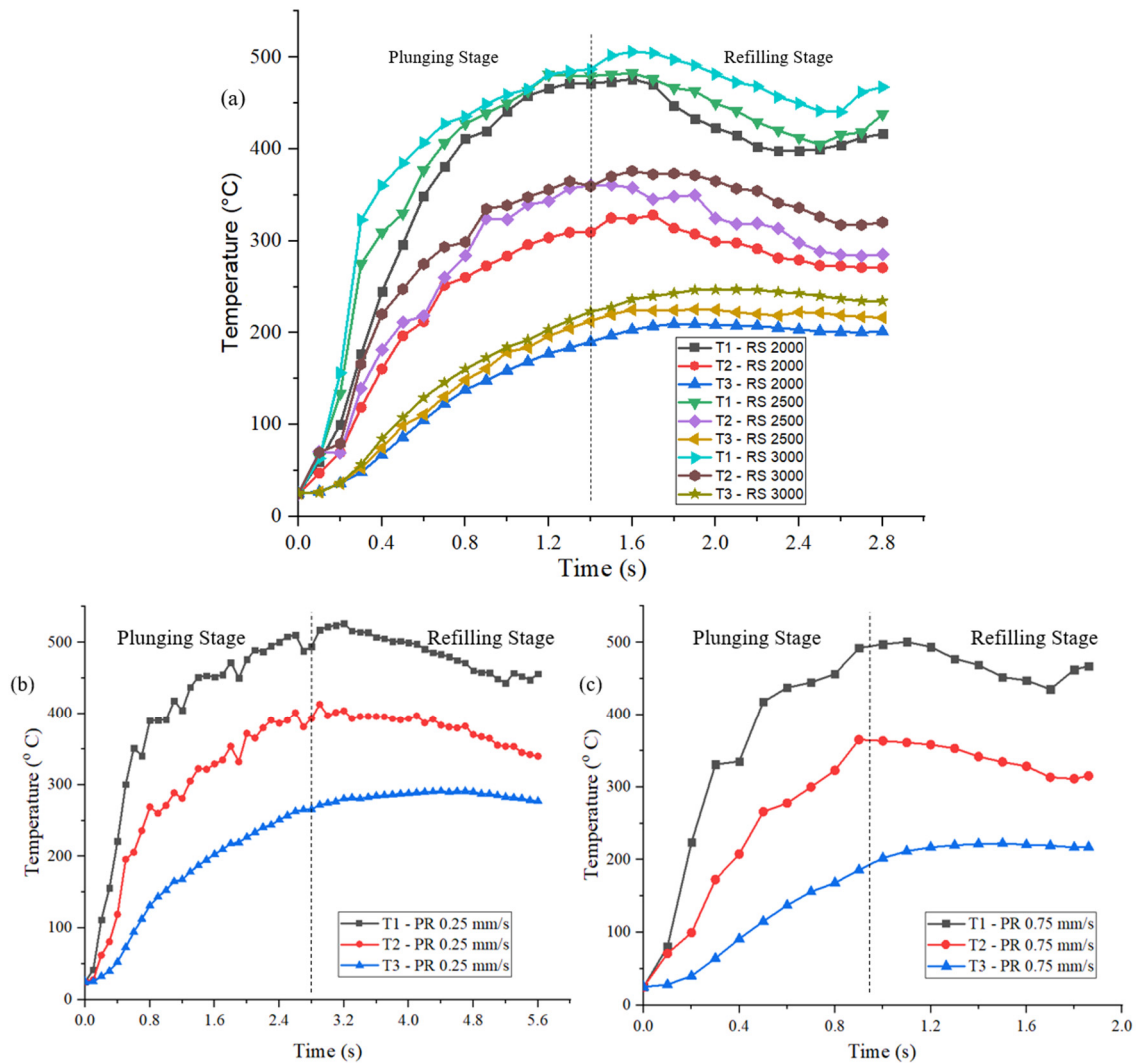 (a)
Plunging Stage
Refilling Stage
Temperature (°C)
500
400
300
200
100
0
T1 - RS 2000
T2 - RS 2000
T3 - RS 2000
T1 - RS 2500
T2 - RS 2500
T3 - RS 2500
T1 - RS 3000
T2 - RS 3000
T3 - RS 3000
0.0 0.4 0.8 1.2 1.6 2.0 2.4 2.8
Time (s)
(b)
Plunging Stage
Refilling Stage
Temperature (° C)
500
400
300
200
100
0
T1 - PR 0.25 mm/s
T2 - PR 0.25 mm/s
T3 - PR 0.25 mm/s
0.0 0.8 1.6 2.4 3.2 4.0 4.8 5.6
Time (s)
(c)
Plunging Stage
Refilling Stage
Temperature (° C)
500
400
300
200
100
0
T1 - PR 0.75 mm/s
T2 - PR 0.75 mm/s
T3 - PR 0.75 mm/s
0.0 0.4 0.8 1.2 1.6 2.0
Time (s)